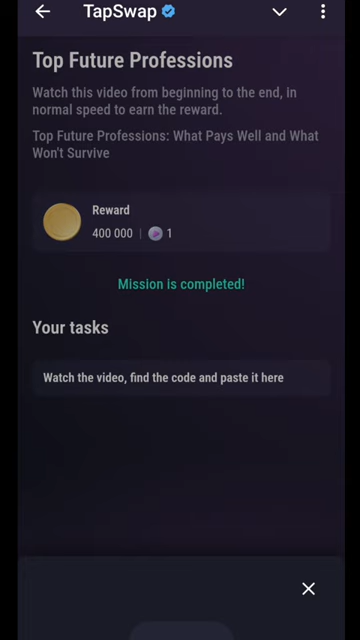 TapSwap
Top Future Professions
Watch this video from beginning to the end, in
normal speed to earn the reward.
Top Future Professions: What Pays Well and What
Won't Survive
Reward
400 000 | 1
Mission is completed!
Your tasks
Watch the video, find the code and paste it here